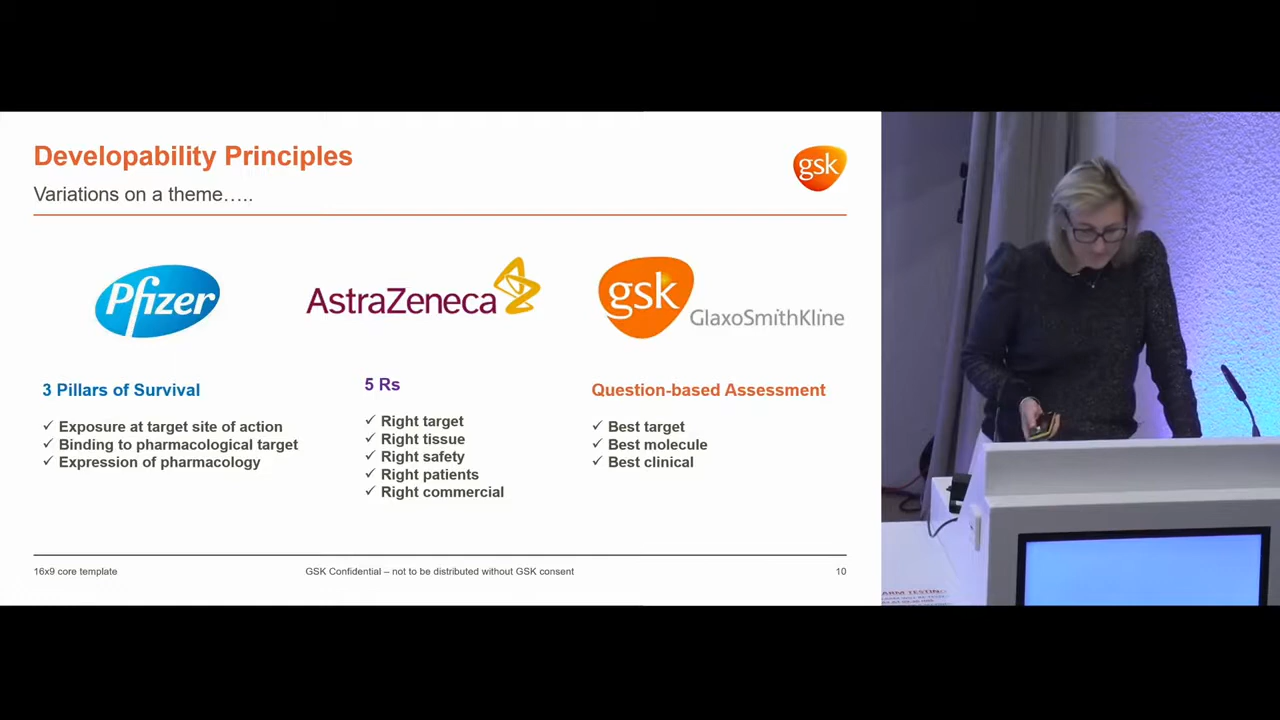 Developability Principles
gsk
Variations on a theme…..
Pfizer
AstraZeneca
gsk
GlaxoSmithKline
3 Pillars of Survival
✓ Exposure at target site of action
✓ Binding to pharmacological target
✓ Expression of pharmacology
5 Rs
✓ Right target
✓ Right tissue
✓ Right safety
✓ Right patients
✓ Right commercial
Question-based Assessment
✓ Best target
✓ Best molecule
✓ Best clinical
16x9 core template
GSK Confidential – not to be distributed without GSK consent
10